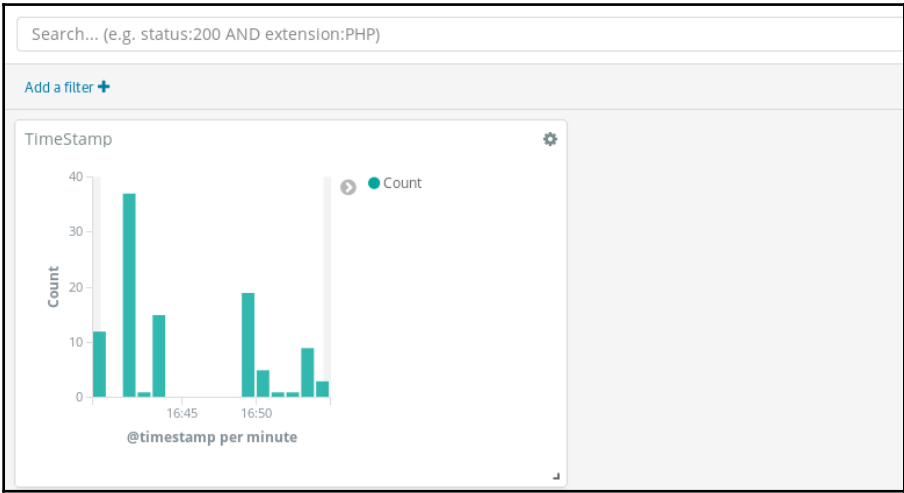 Search... (e.g. status:200 AND extension:PHP)
Add a filter +
TimeStamp
Count
40
30
20
10
0
Count
16:45 16:50
@timestamp per minute